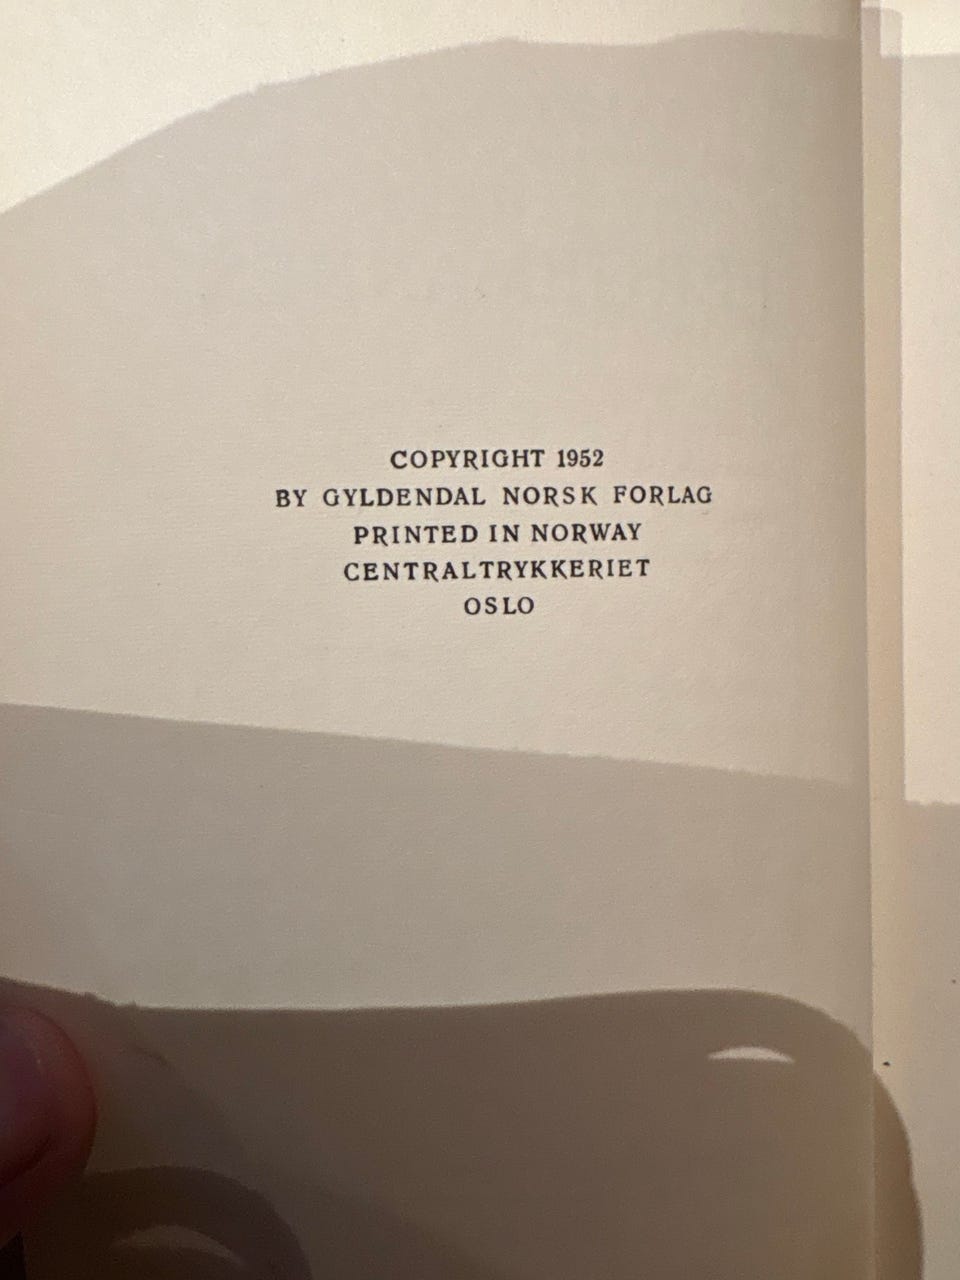 COPYRIGHT 1952
BY GYLDENDAL NORSK FORLAG
PRINTED IN NORWAY
CENTRALTRYKKERIET
OSLO